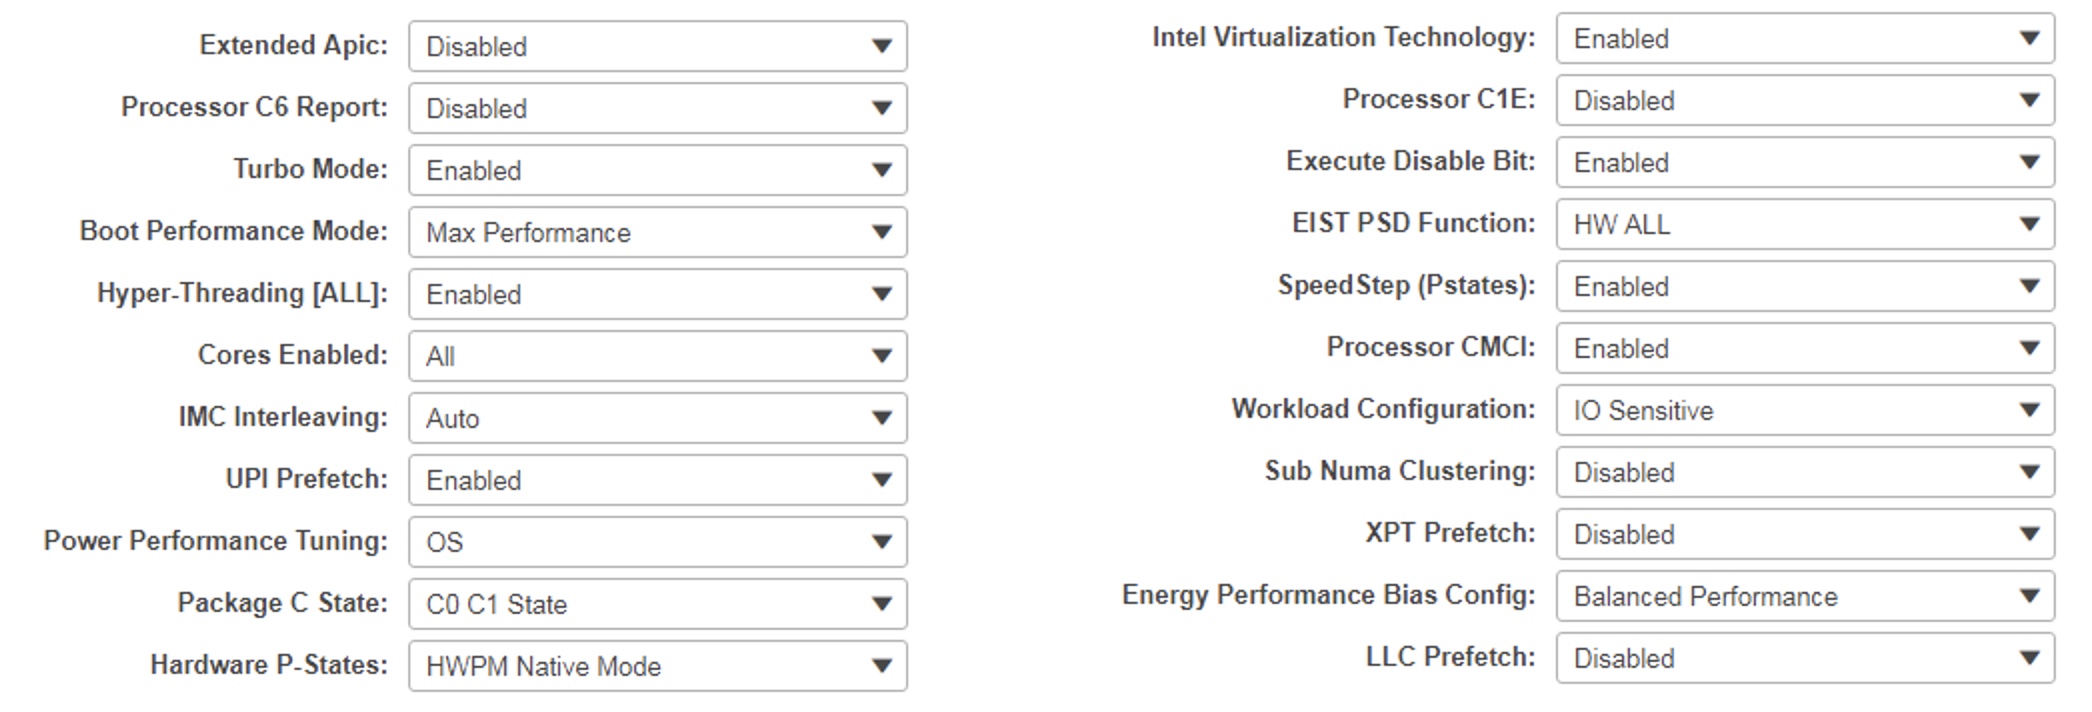 Extended Apic: Disabled
Processor C6 Report: Disabled
Turbo Mode: Enabled
Boot Performance Mode: Max Performance
Hyper-Threading [ALL]: Enabled
Cores Enabled: All
IMC Interleaving: Auto
UPI Prefetch: Enabled
Power Performance Tuning: OS
Package C State: C0 C1 State
Hardware P-States: HWPM Native Mode
Intel Virtualization Technology: Enabled
Processor C1E: Disabled
Execute Disable Bit: Enabled
EIST PSD Function: HW ALL
SpeedStep (Pstates): Enabled
Processor CMCI: Enabled
Workload Configuration: IO Sensitive
Sub Numa Clustering: Disabled
XPT Prefetch: Disabled
Energy Performance Bias Config: Balanced Performance
LLC Prefetch: Disabled